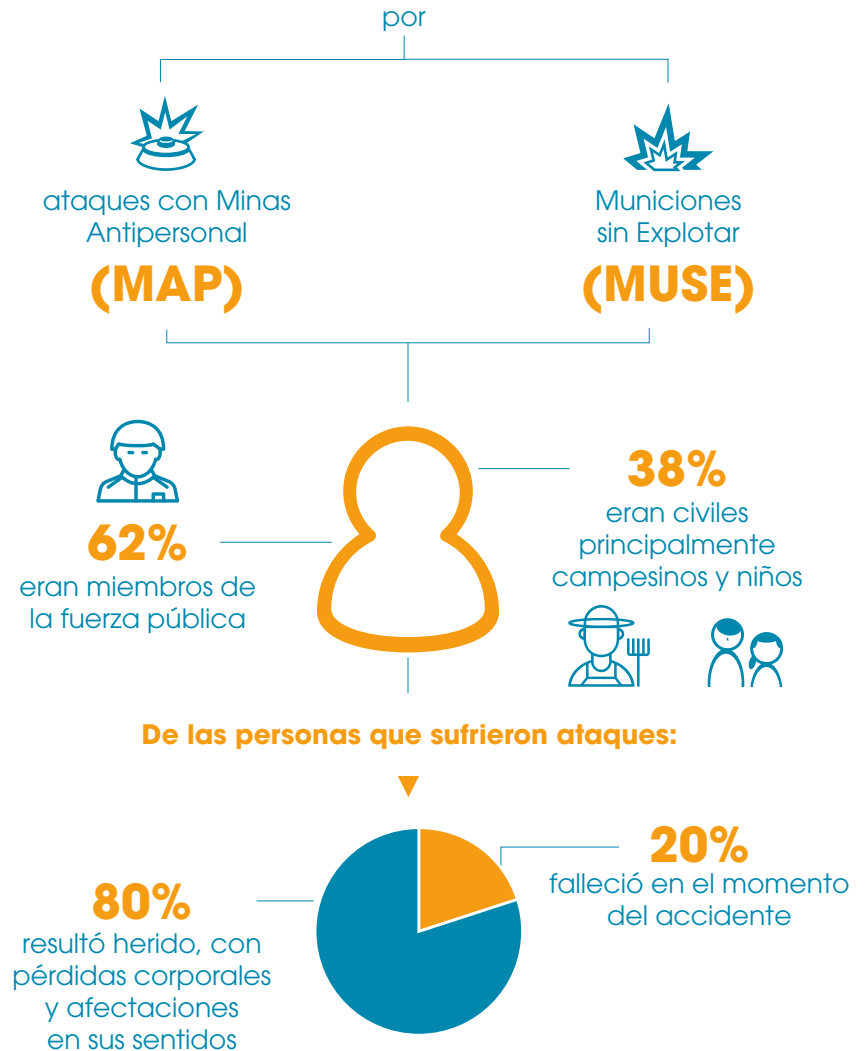 por
ataques con Minas
Antipersonal
(MAP)
Municiones
sin Explotar
(MUSE)
62%
eran miembros de
la fuerza pública
38%
eran civiles
principalmente
campesinos y niños
De las personas que sufrieron ataques:
80%
resultó herido, con
pérdidas corporales
y afectaciones
en sus sentidos
20%
falleció en el momento
del accidente